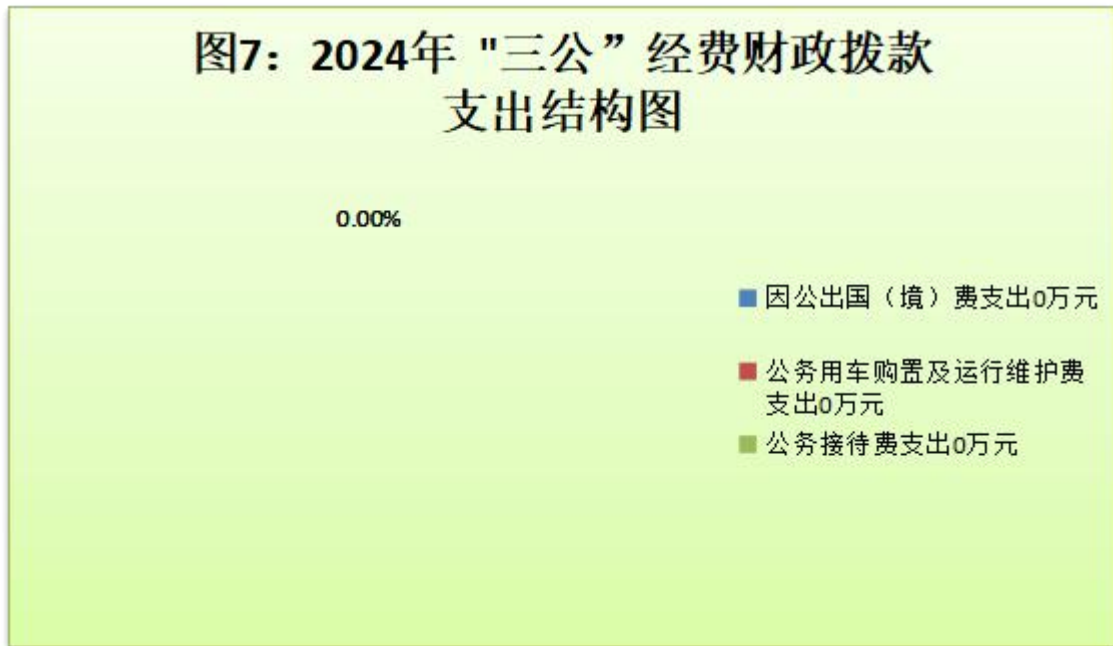 图7：2024年 "三公”经费财政拨款
支出结构图
0.00%
因公出国（境）费支出0万元
公务用车购置及运行维护费
支出0万元
公务接待费支出0万元